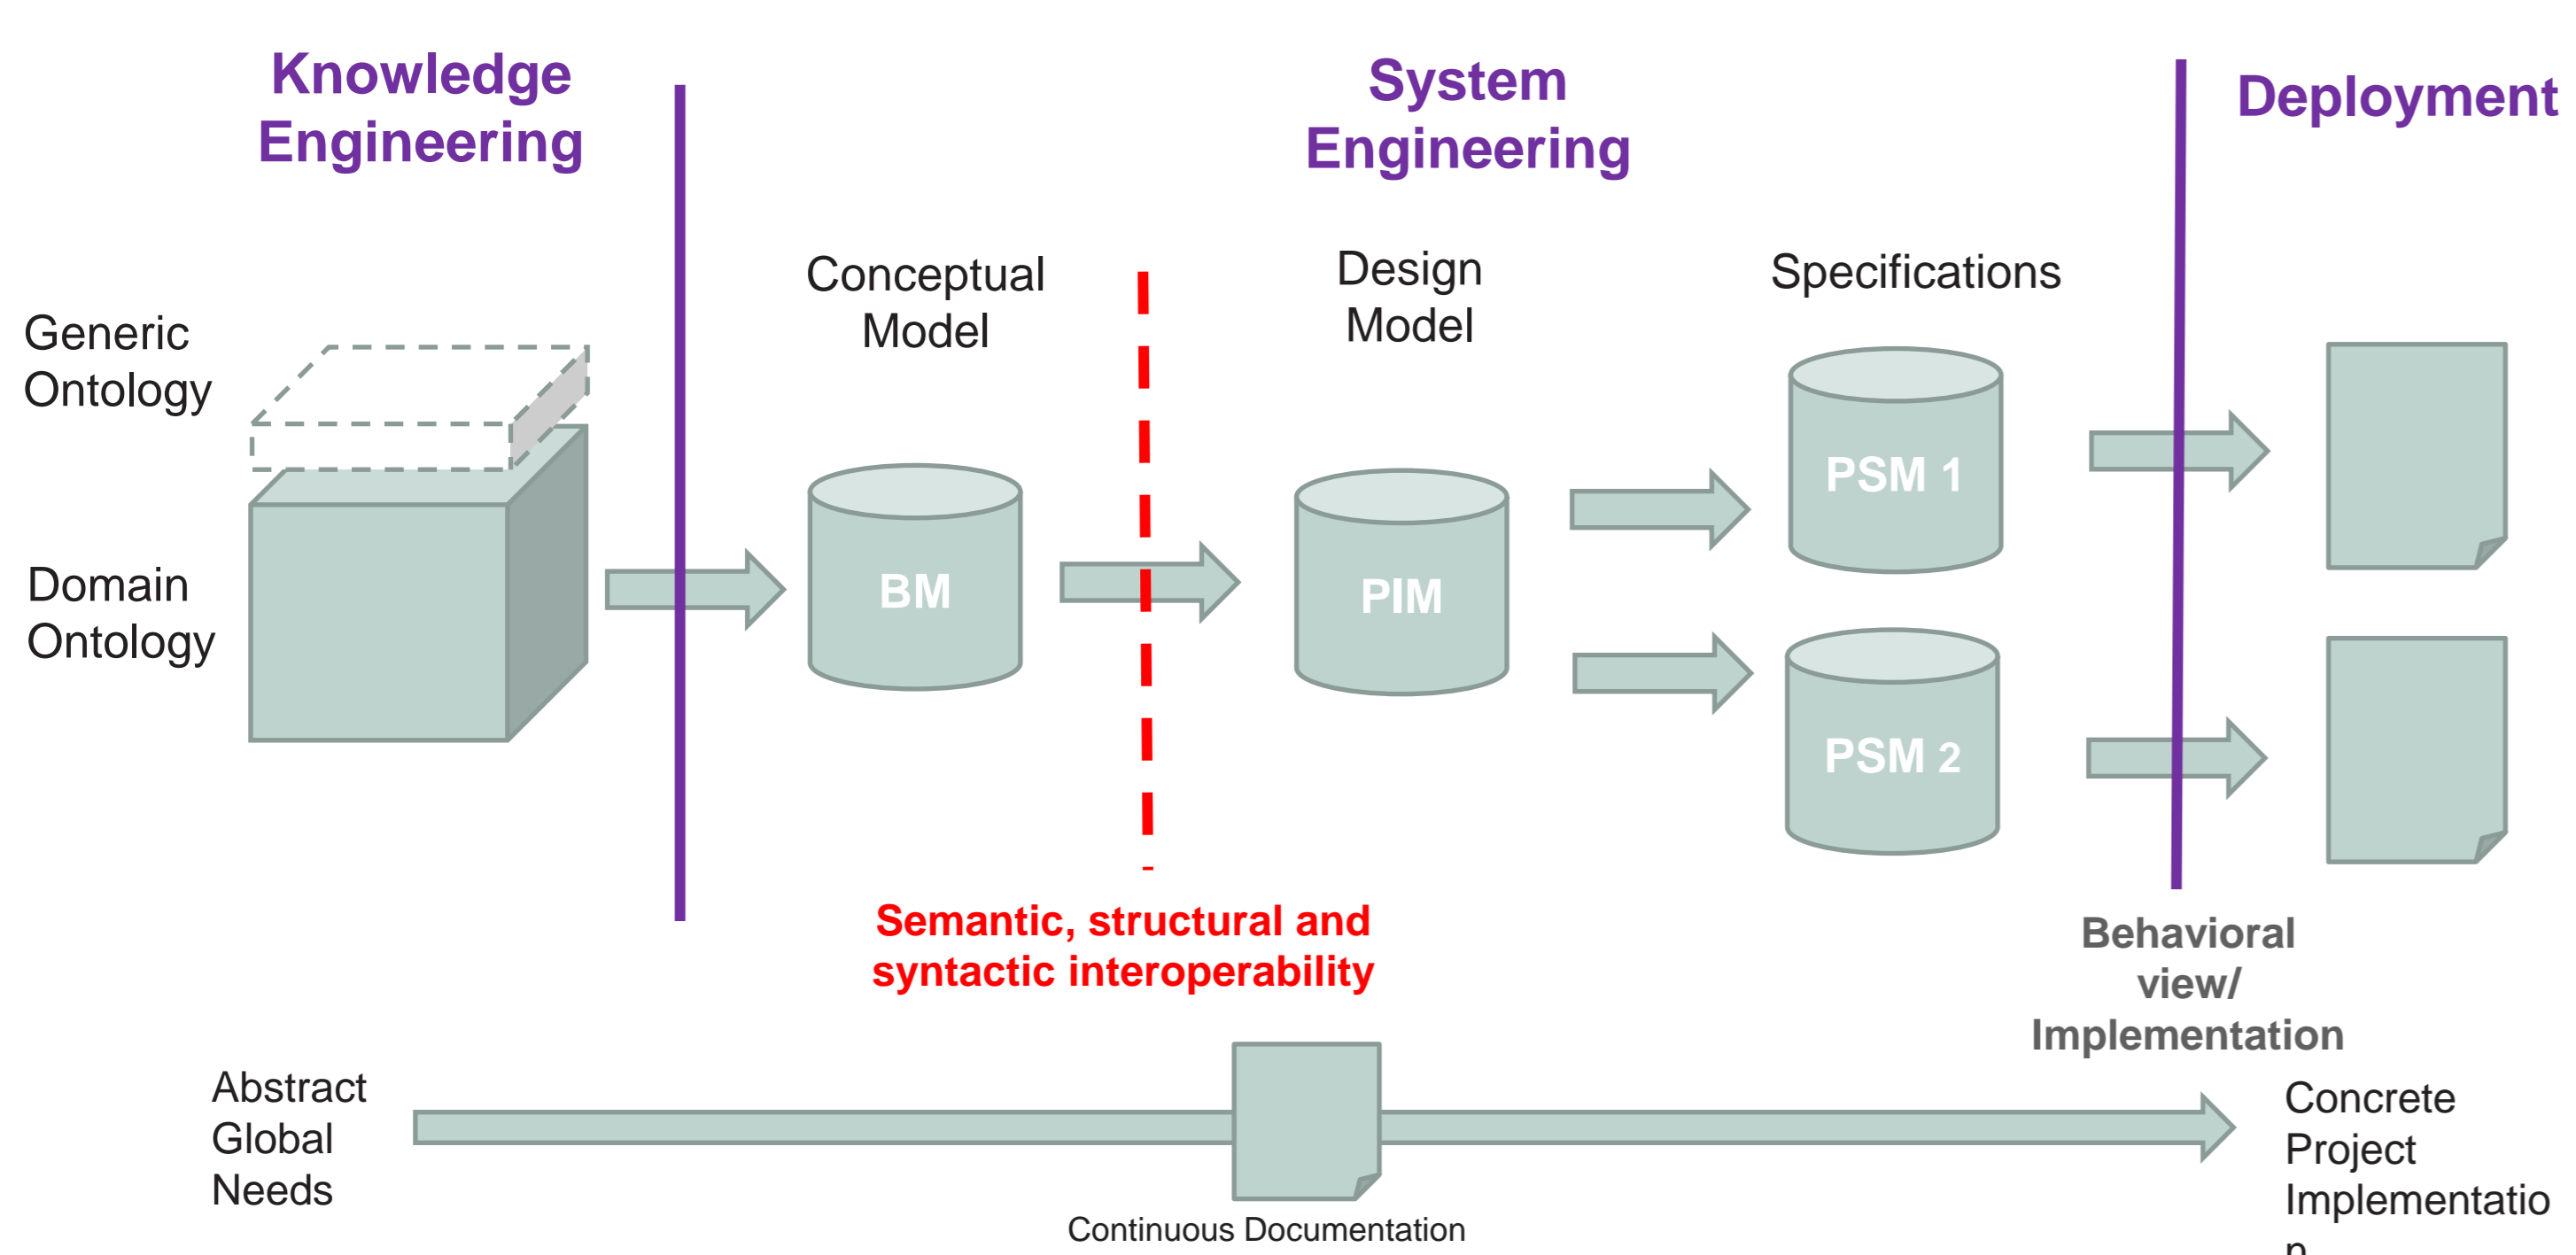 Knowledge
Engineering
System
Engineering
Deployment
Generic
Ontology
Domain
Ontology
Conceptual
Model
Design
Model
Specifications
BM
PIM
PSM 1
PSM 2
Semantic, structural and
syntactic interoperability
Behavioral
view/
Implementation
Abstract
Global
Needs
Continuous Documentation
Concrete
Project
Implementatio
n